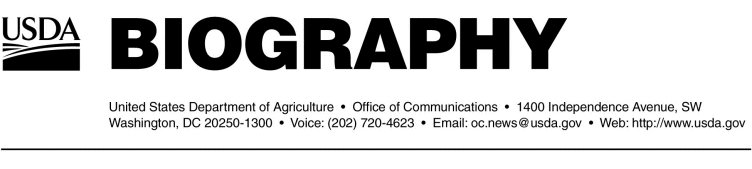 USDA
BIOGRAPHY
United States Department of Agriculture • Office of Communications • 1400 Independence Avenue, SW
Washington, DC 20250-1300 • Voice: (202) 720-4623 • Email: oc.news@usda.gov • Web: http://www.usda.gov